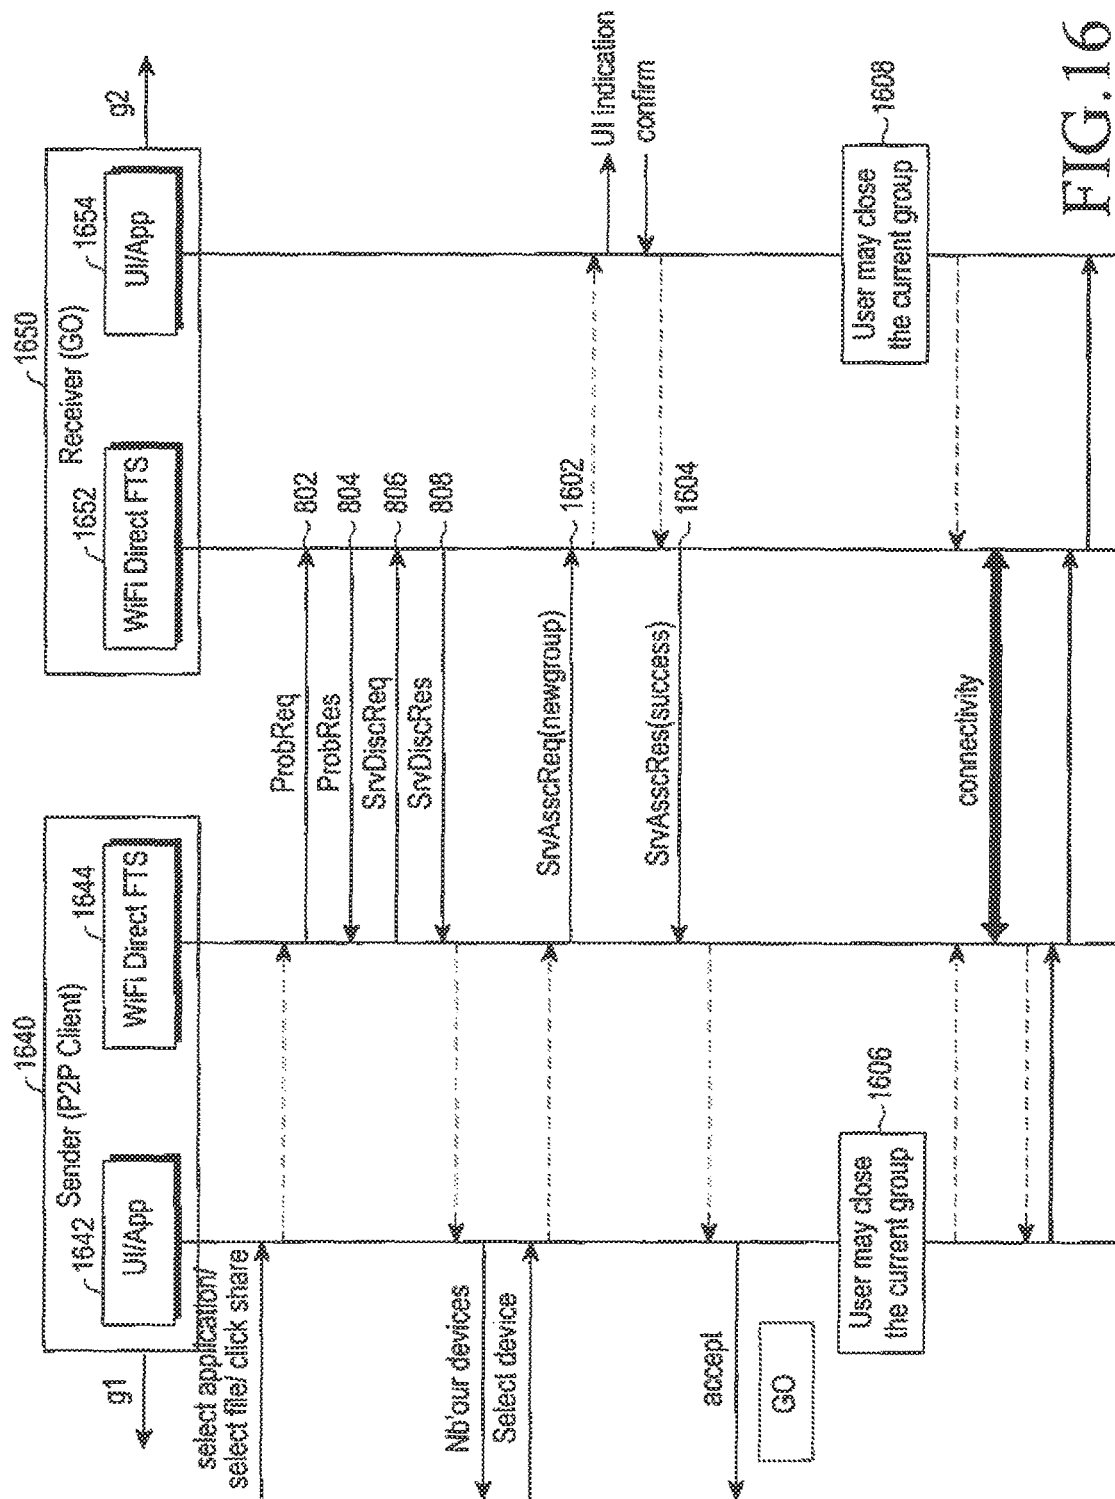 1640
Sender (P2P Client)
1642
UI/App
1644
WiFi Direct FTS
g1
1650
Receiver (GO)
1652
WiFi Direct FTS
1654
UI/App
g2
select application/
select file/ click share
ProbReq
802
ProbRes
804
SrvDiscReq
806
SrvDiscRes
808
Nb'our devices
Select device
SrvAsscReq(newgroup)
1602
UI indication
confirm
SrvAsscRes(success)
1604
accept
GO
User may close
the current group
1606
User may close
the current group
1608
connectivity
FIG.16